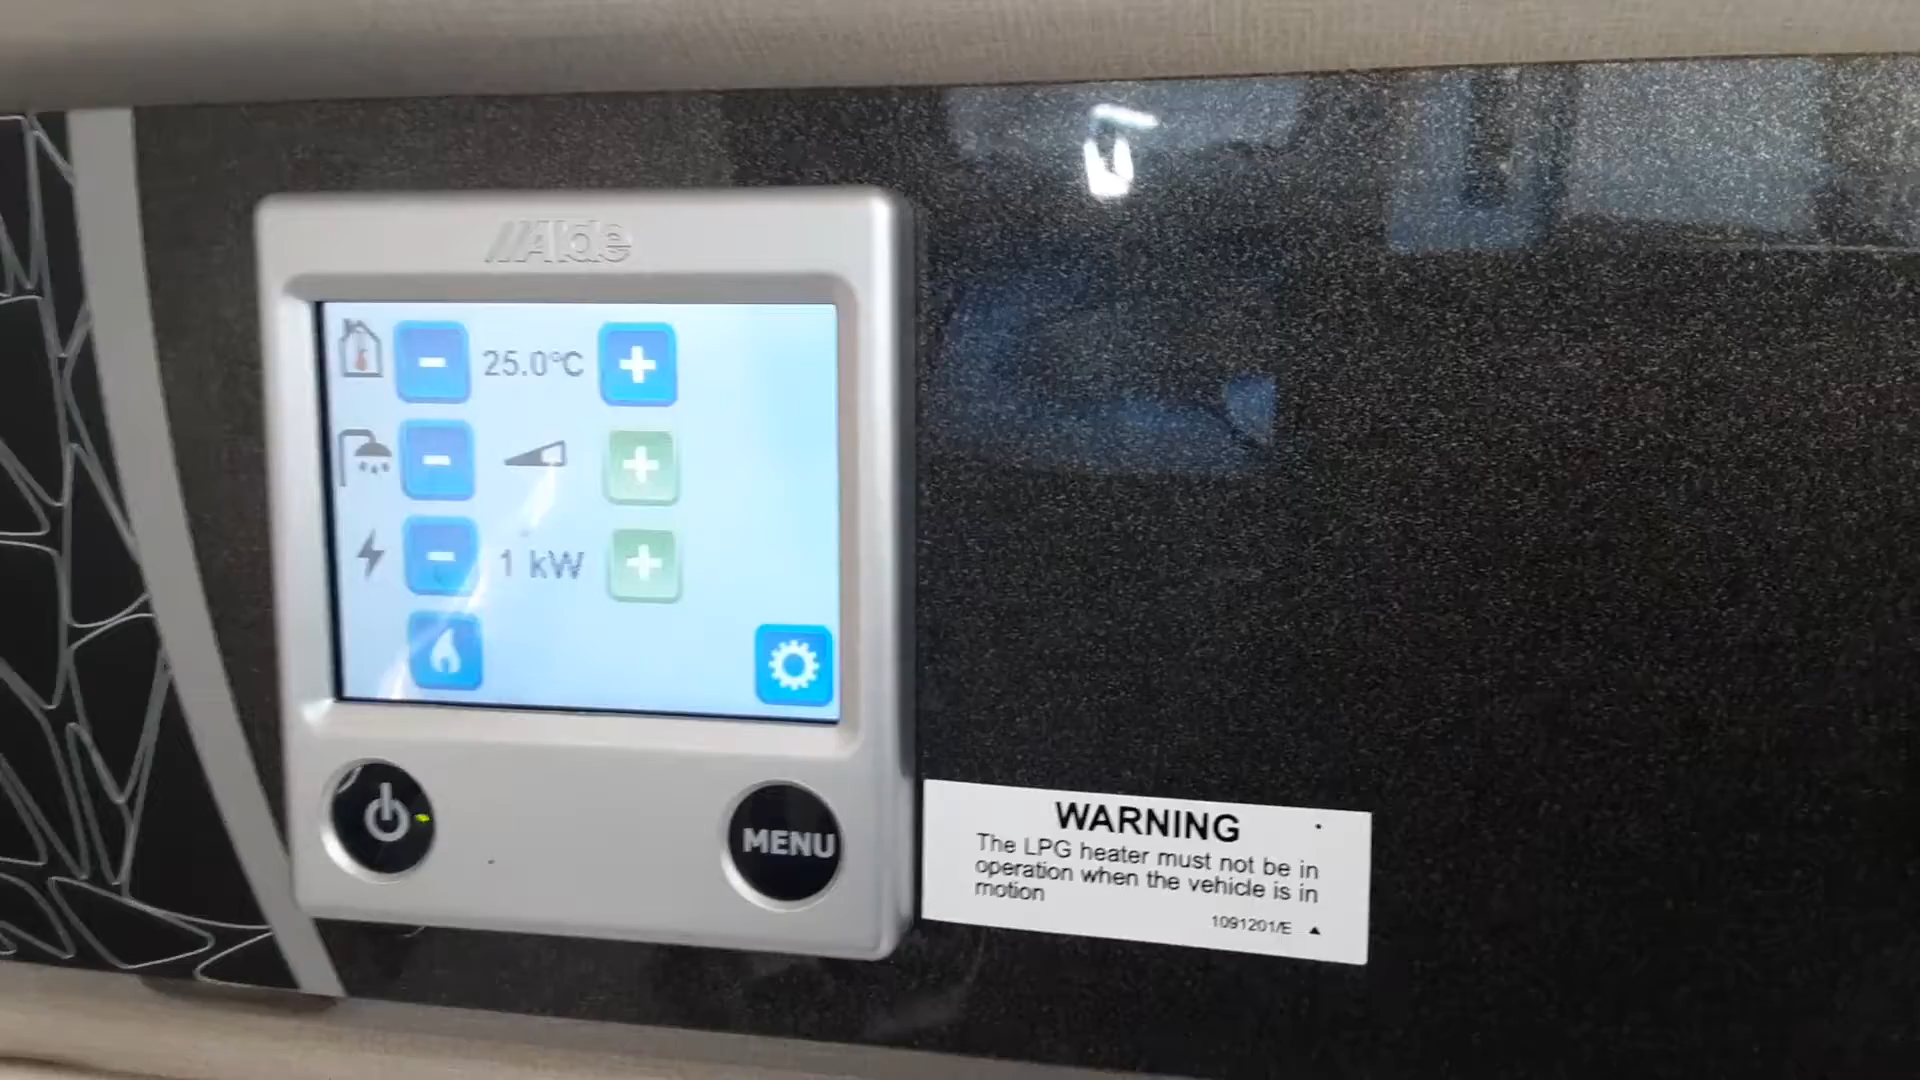 Alde
25.0°C
1 kW
MENU
WARNING
The LPG heater must not be in
operation when the vehicle is in
motion
1091201/E